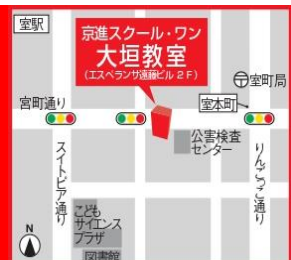 室駅
京進スクール・ワン
大垣教室
(エスペランサ遠藤ビル2F)
室町局
宮町通り
室本町
公害検査
センター
スイトピア通り
りんごっこ通り
こども
サイエンス
プラザ
図書館
N